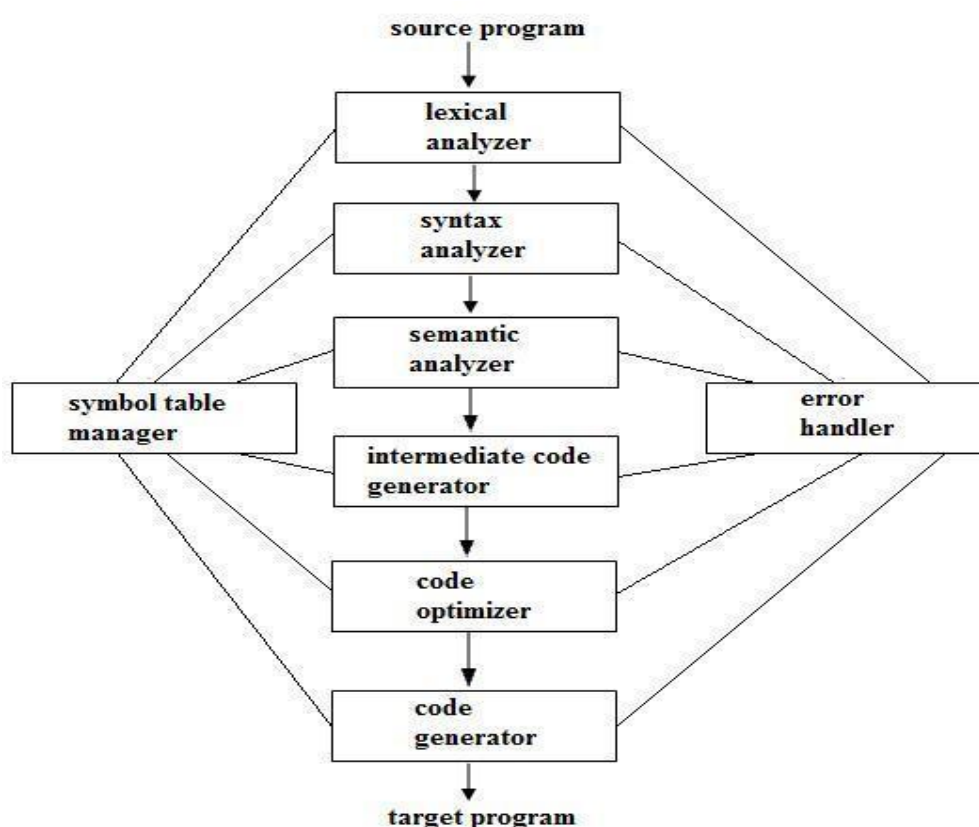 source program
lexical
analyzer
syntax
analyzer
semantic
analyzer
symbol table
manager
error
handler
intermediate code
generator
code
optimizer
code
generator
target program